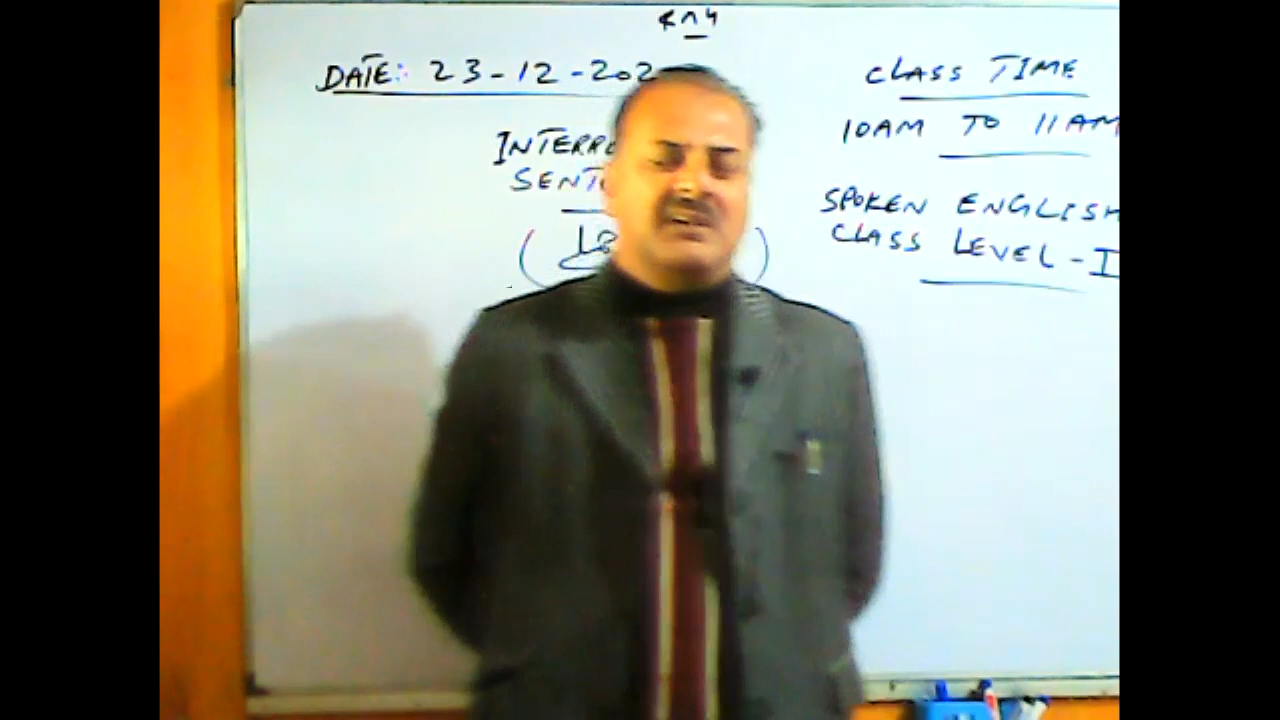 DATE: 23-12-202
INTERRO
SENT
CLASS TIME
10AM TO 11AM
SPOKEN ENGLISH
CLASS LEVEL-I